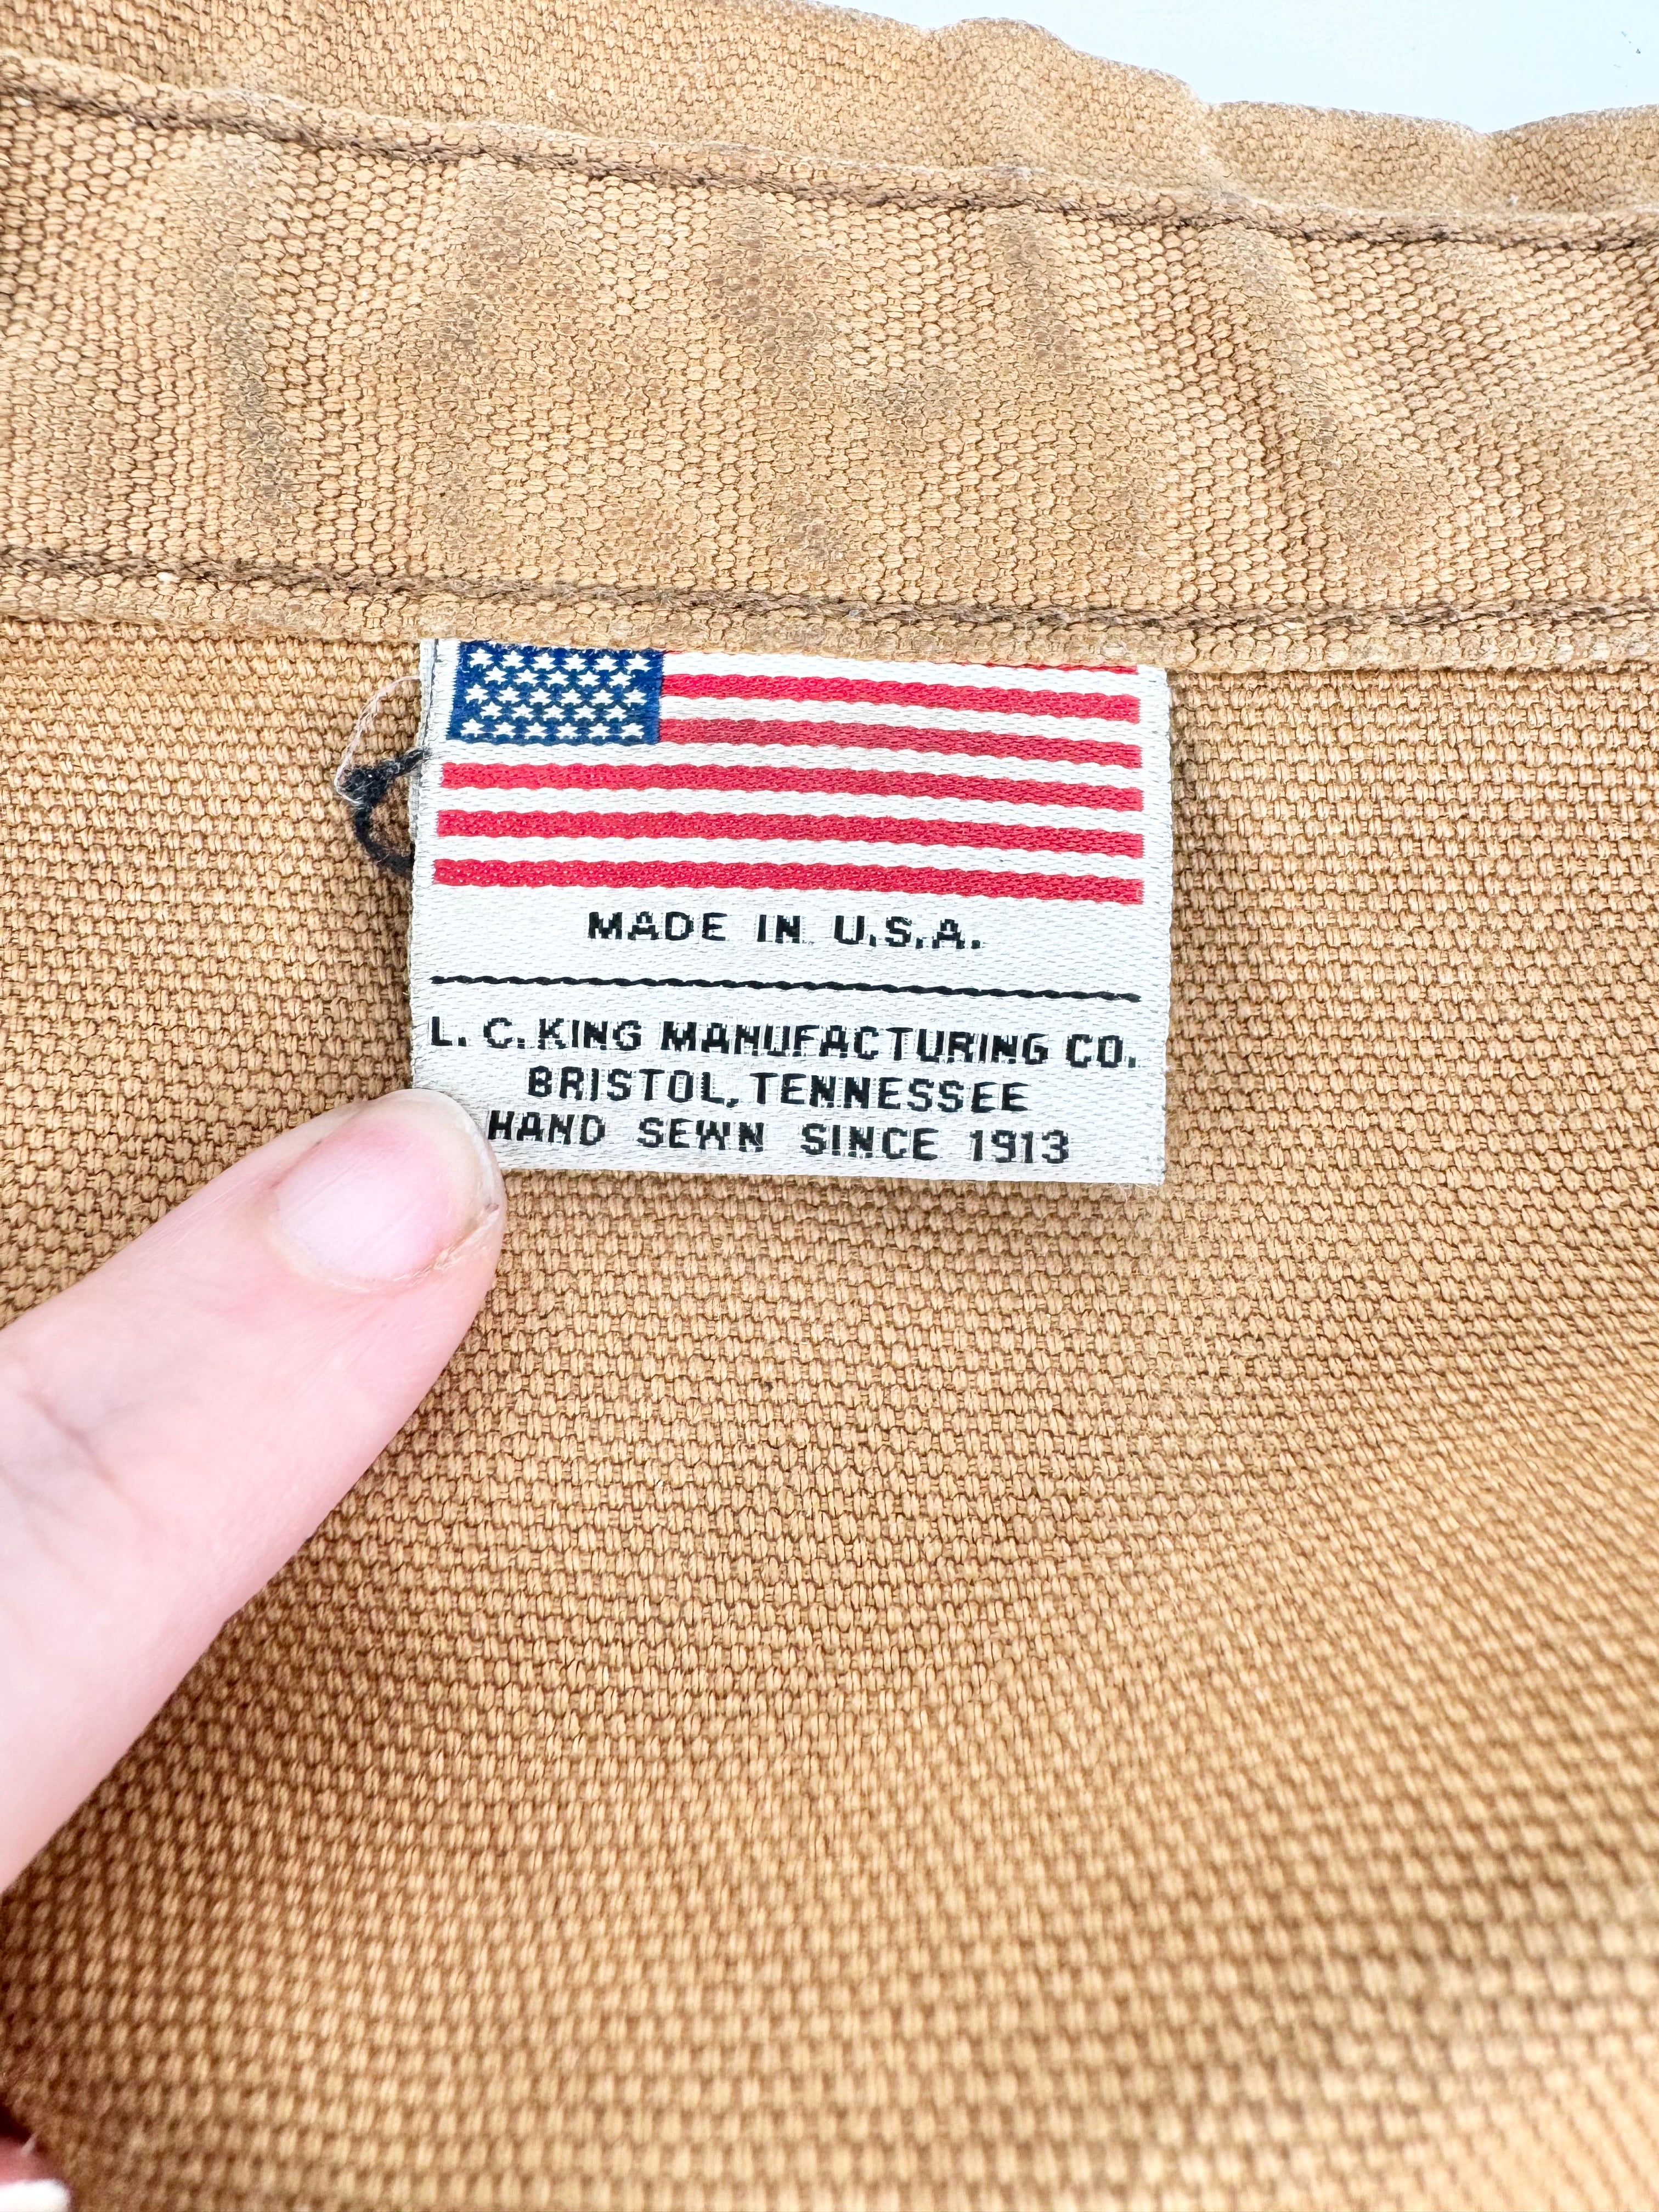 MADE IN U.S.A.
L. C. KING MANUFACTURING CO.
BRISTOL, TENNESSEE
HAND SEWN SINCE 1913